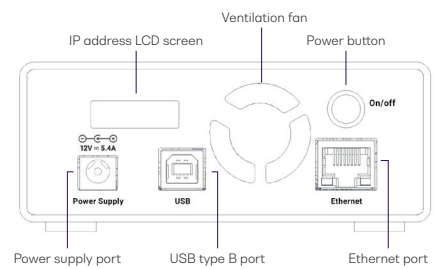 Ventilation fan
IP address LCD screen
Power button
On/off
12V ⎓ 5.4A
Power Supply
USB
Ethernet
Power supply port
USB type B port
Ethernet port